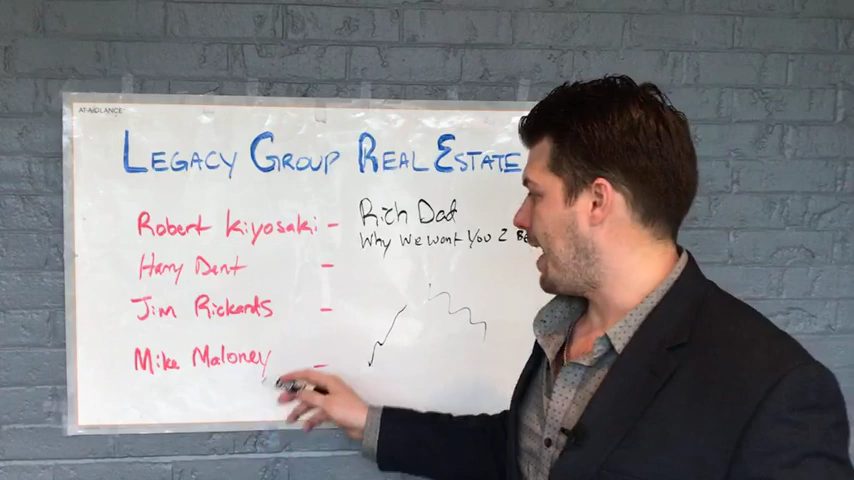 AT-A-GLANCE
LEGACY GROUP REAL ESTATE
Robert Kiyosaki - Rich Dad
Why We Want You 2 Be
Harry Dent -
Jim Rickards -
Mike Maloney -